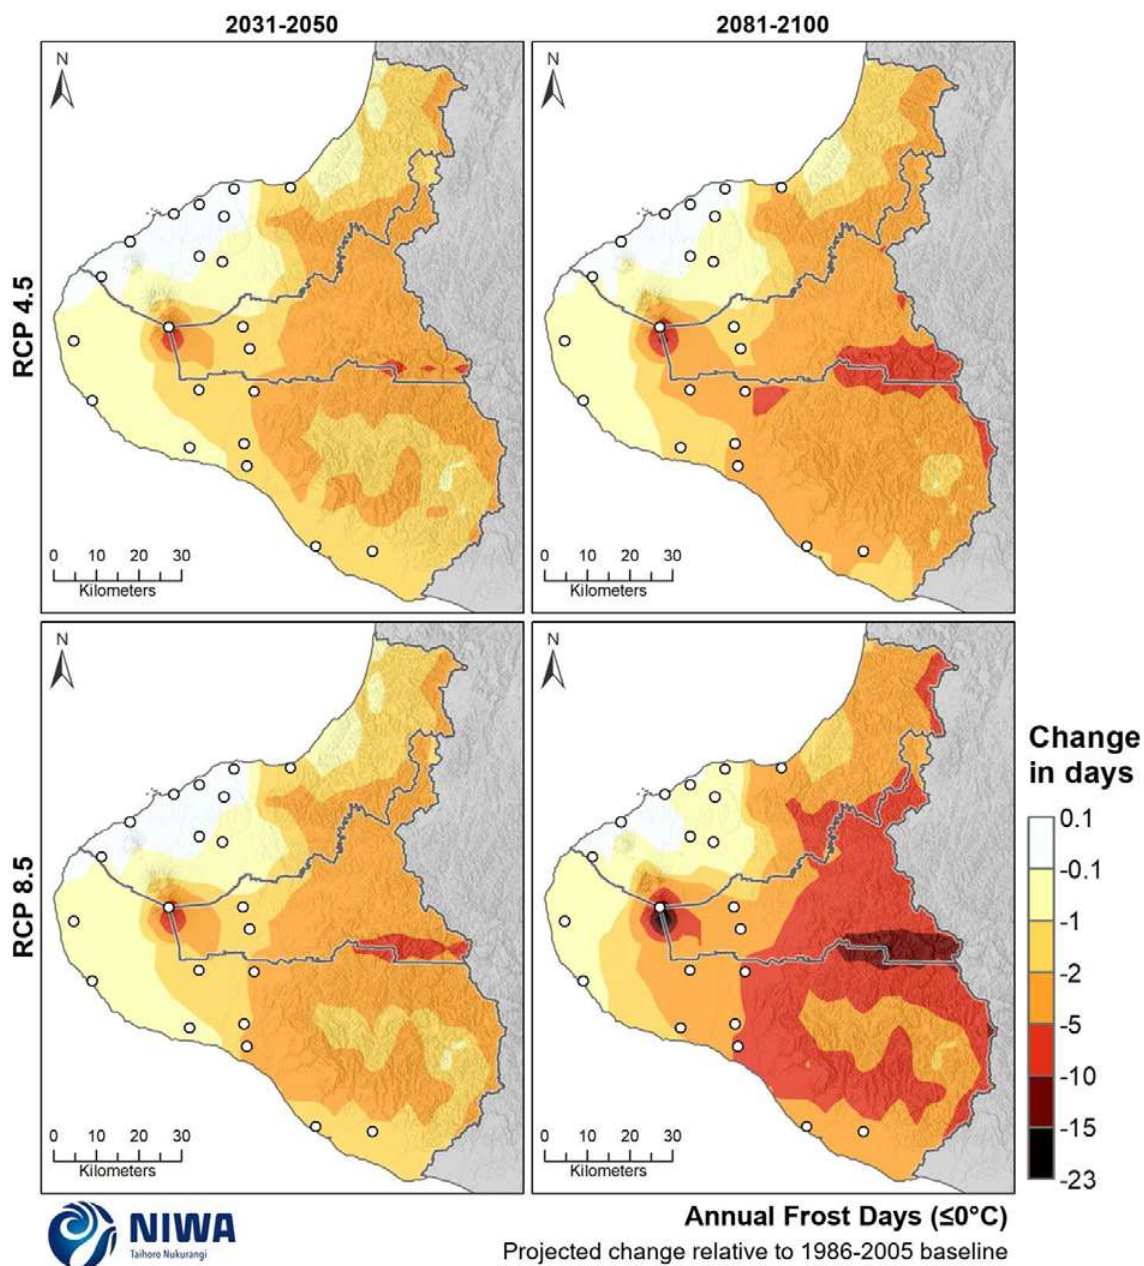 2031-2050
2081-2100
RCP 4.5
N
0 10 20 30
Kilometers
N
0 10 20 30
Kilometers
RCP 8.5
N
0 10 20 30
Kilometers
N
0 10 20 30
Kilometers
Change
in days
0.1
-0.1
-1
-2
-5
-10
-15
-23
NIWA
Taihoro Nukurangi
Annual Frost Days (≤0°C)
Projected change relative to 1986-2005 baseline